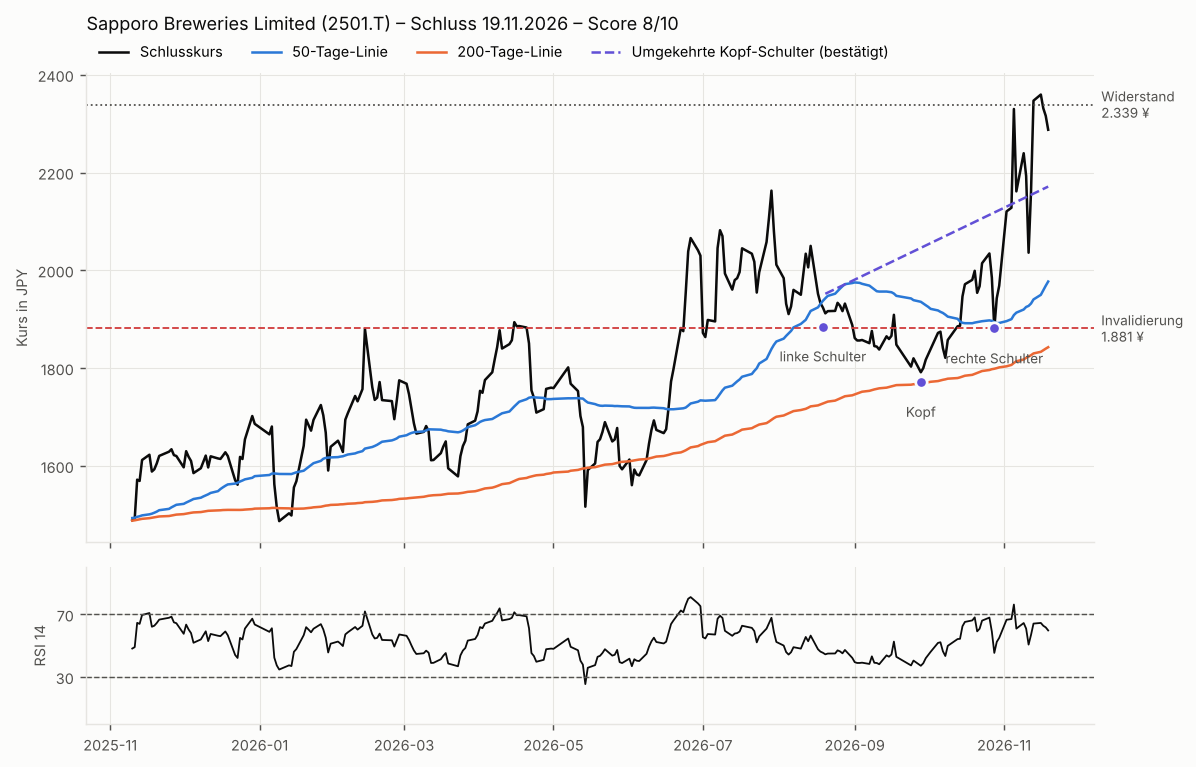 Sapporo Breweries Limited (2501.T) – Schluss 19.11.2026 – Score 8/10
Schlusskurs
50-Tage-Linie
200-Tage-Linie
Umgekehrte Kopf-Schulter (bestätigt)
Kurs in JPY
2400
2200
2000
1800
1600
Widerstand
2.339 ¥
Invalidierung
1.881 ¥
linke Schulter
rechte Schulter
Kopf
RSI 14
70
30
2025-11
2026-01
2026-03
2026-05
2026-07
2026-09
2026-11